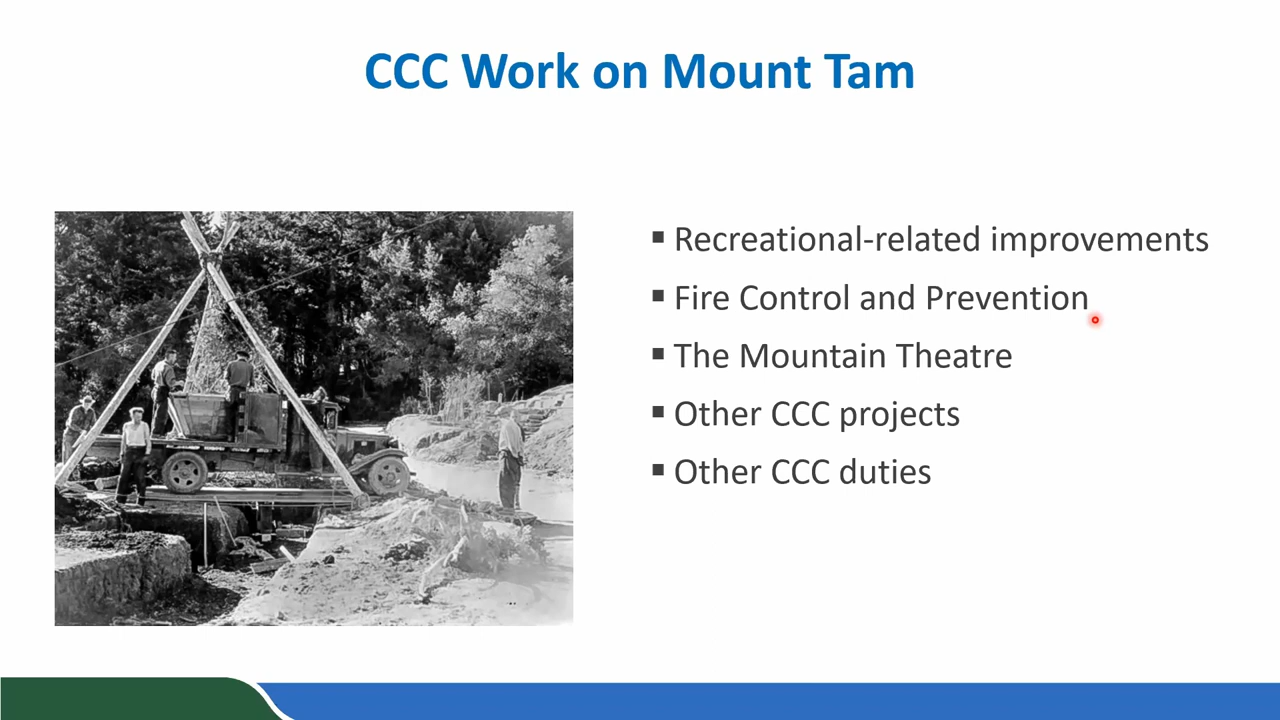 CCC Work on Mount Tam
▪ Recreational-related improvements
▪ Fire Control and Prevention
▪ The Mountain Theatre
▪ Other CCC projects
▪ Other CCC duties